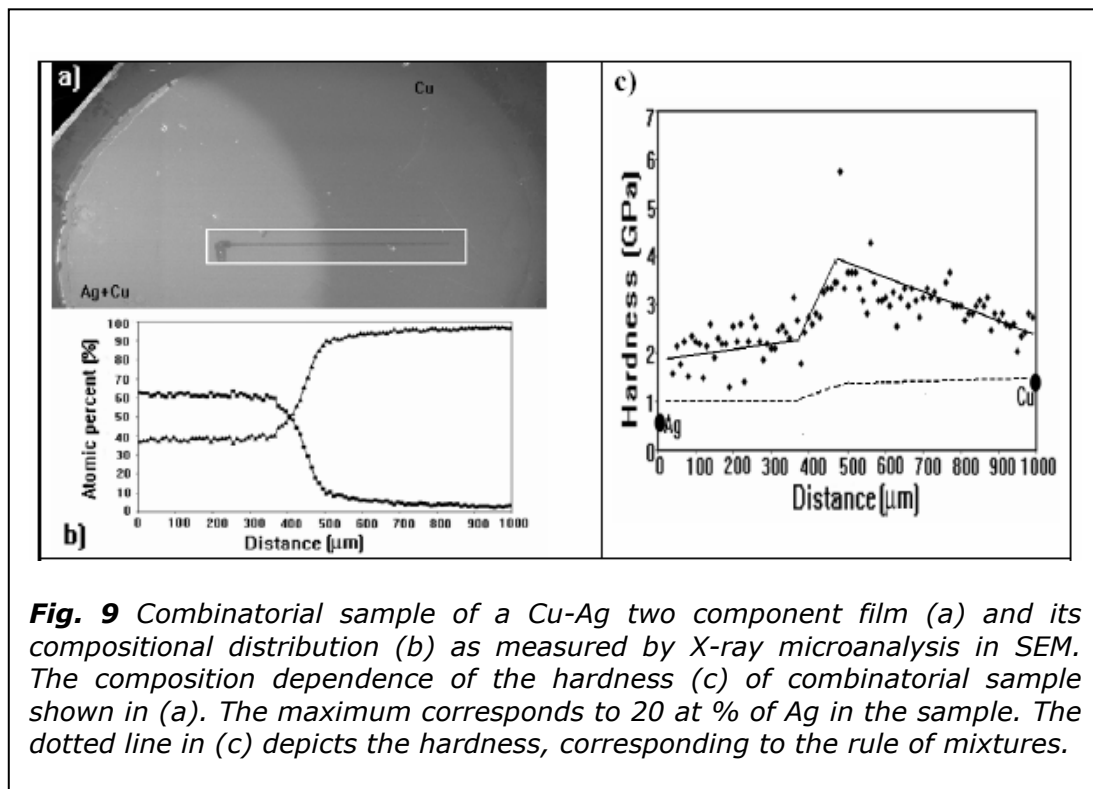 a)
Cu
Ag+Cu
100
90
80
70
60
50
40
30
20
10
0
Atomic percent [%]
0 100 200 300 400 500 600 700 800 900 1000
Distance [µm]
b)
c)
7
6
5
4
3
2
1
0
Hardness [GPa]
Ag
Cu
0 100 200 300 400 500 600 700 800 900 1000
Distance [µm]
Fig. 9 Combinatorial sample of a Cu-Ag two component film (a) and its
compositional distribution (b) as measured by X-ray microanalysis in SEM.
The composition dependence of the hardness (c) of combinatorial sample
shown in (a). The maximum corresponds to 20 at % of Ag in the sample. The
dotted line in (c) depicts the hardness, corresponding to the rule of mixtures.